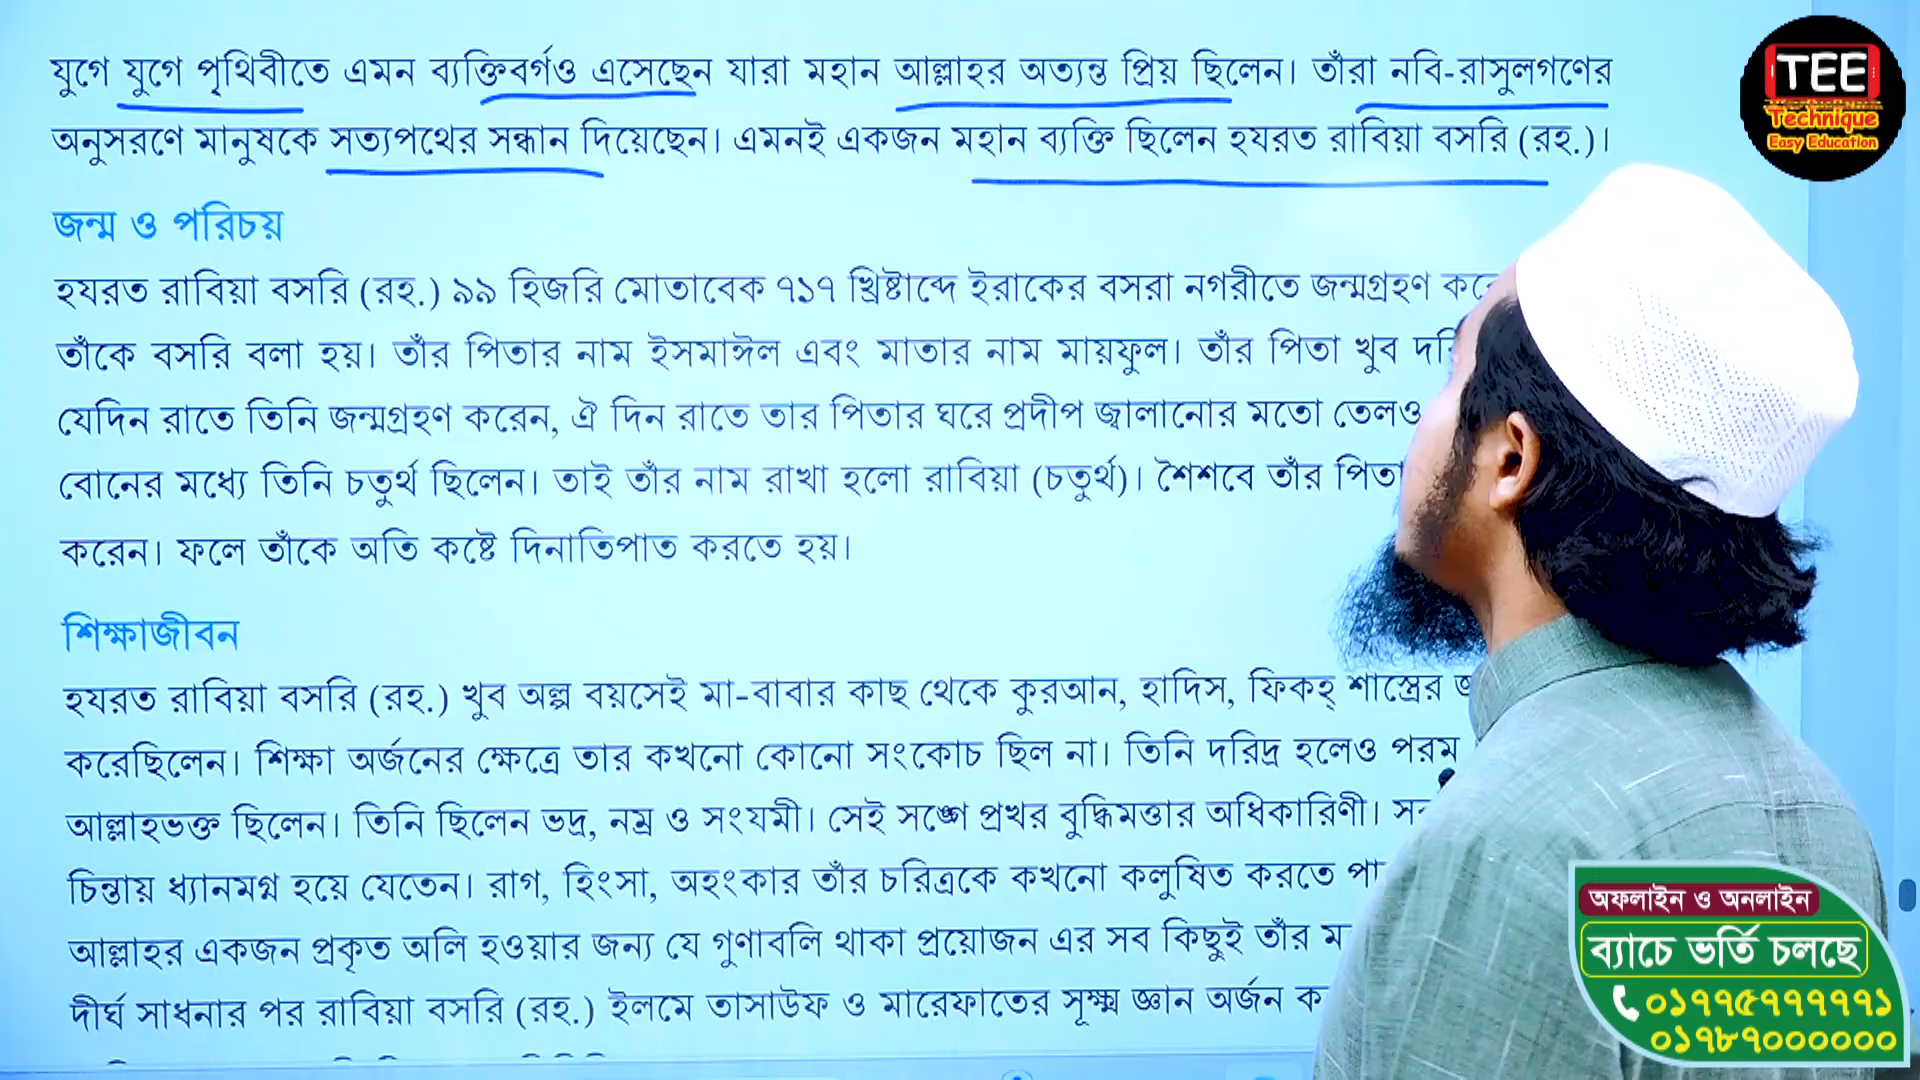 যুগে যুগে পৃথিবীতে এমন ব্যক্তিবর্গও এসেছেন যারা মহান আল্লাহর অত্যন্ত প্রিয় ছিলেন। তাঁরা নবি-রাসুলগণের
অনুসরণে মানুষকে সত্যপথের সন্ধান দিয়েছেন। এমনই একজন মহান ব্যক্তি ছিলেন হযরত রাবিয়া বসরি (রহ.)।
জন্ম ও পরিচয়
হযরত রাবিয়া বসরি (রহ.) ৯৯ হিজরি মোতাবেক ৭১৭ খ্রিষ্টাব্দে ইরাকের বসরা নগরীতে জন্মগ্রহণ
তাঁকে বসরি বলা হয়। তাঁর পিতার নাম ইসমাঈল এবং মাতার নাম মায়ফুল। তাঁর পিতা খুব
যেদিন রাতে তিনি জন্মগ্রহণ করেন, ঐ দিন রাতে তার পিতার ঘরে প্রদীপ জ্বালানোর মতো তেলও
বোনের মধ্যে তিনি চতুর্থ ছিলেন। তাই তাঁর নাম রাখা হলো রাবিয়া (চতুর্থ)। শৈশবে তাঁর পিতা
করেন। ফলে তাঁকে অতি কষ্টে দিনাতিপাত করতে হয়।
শিক্ষাজীবন
হযরত রাবিয়া বসরি (রহ.) খুব অল্প বয়সেই মা-বাবার কাছ থেকে কুরআন, হাদিস, ফিকহ্ শাস্ত্রের
করেছিলেন। শিক্ষা অর্জনের ক্ষেত্রে তার কখনো কোনো সংকোচ ছিল না। তিনি দরিদ্র হলেও পরম
আল্লাহভক্ত ছিলেন। তিনি ছিলেন ভদ্র, নম্র ও সংযমী। সেই সঙ্গে প্রখর বুদ্ধিমত্তার অধিকারিণী।
চিন্তায় ধ্যানমগ্ন হয়ে যেতেন। রাগ, হিংসা, অহংকার তাঁর চরিত্রকে কখনো কলুষিত করতে
আল্লাহর একজন প্রকৃত অলি হওয়ার জন্য যে গুণাবলি থাকা প্রয়োজন এর সব কিছুই তাঁর
দীর্ঘ সাধনার পর রাবিয়া বসরি (রহ.) ইলমে তাসাউফ ও মারেফাতের সূক্ষ্ম জ্ঞান অর্জন
TEE
Technique
Easy Education
অফলাইন ও অনলাইন
ব্যাচে ভর্তি চলছে
০১৭৭৫৭৭৭৭৭১
০১৭৮৭০০০০০০